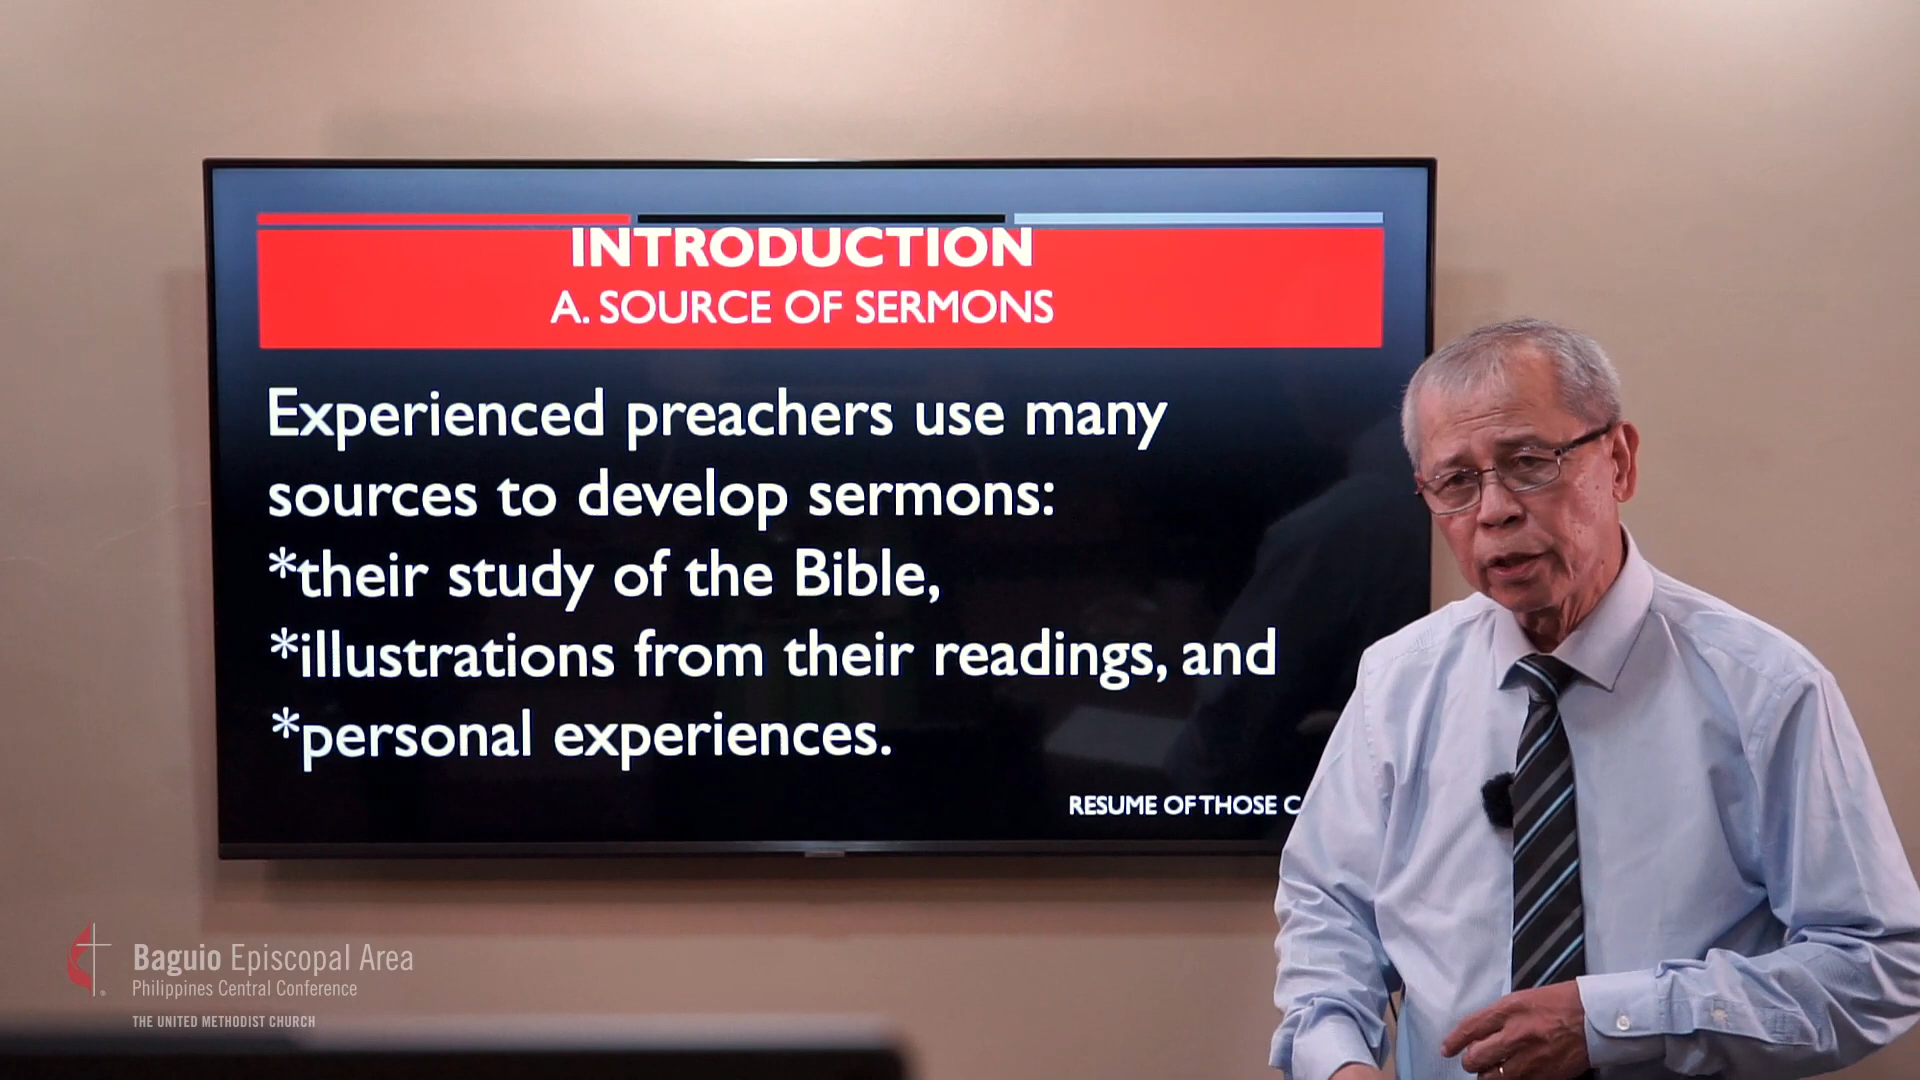 INTRODUCTION
A. SOURCE OF SERMONS
Experienced preachers use many
sources to develop sermons:
*their study of the Bible,
*illustrations from their readings, and
*personal experiences.
RESUME OF THOSE C
Baguio Episcopal Area
Philippines Central Conference
THE UNITED METHODIST CHURCH